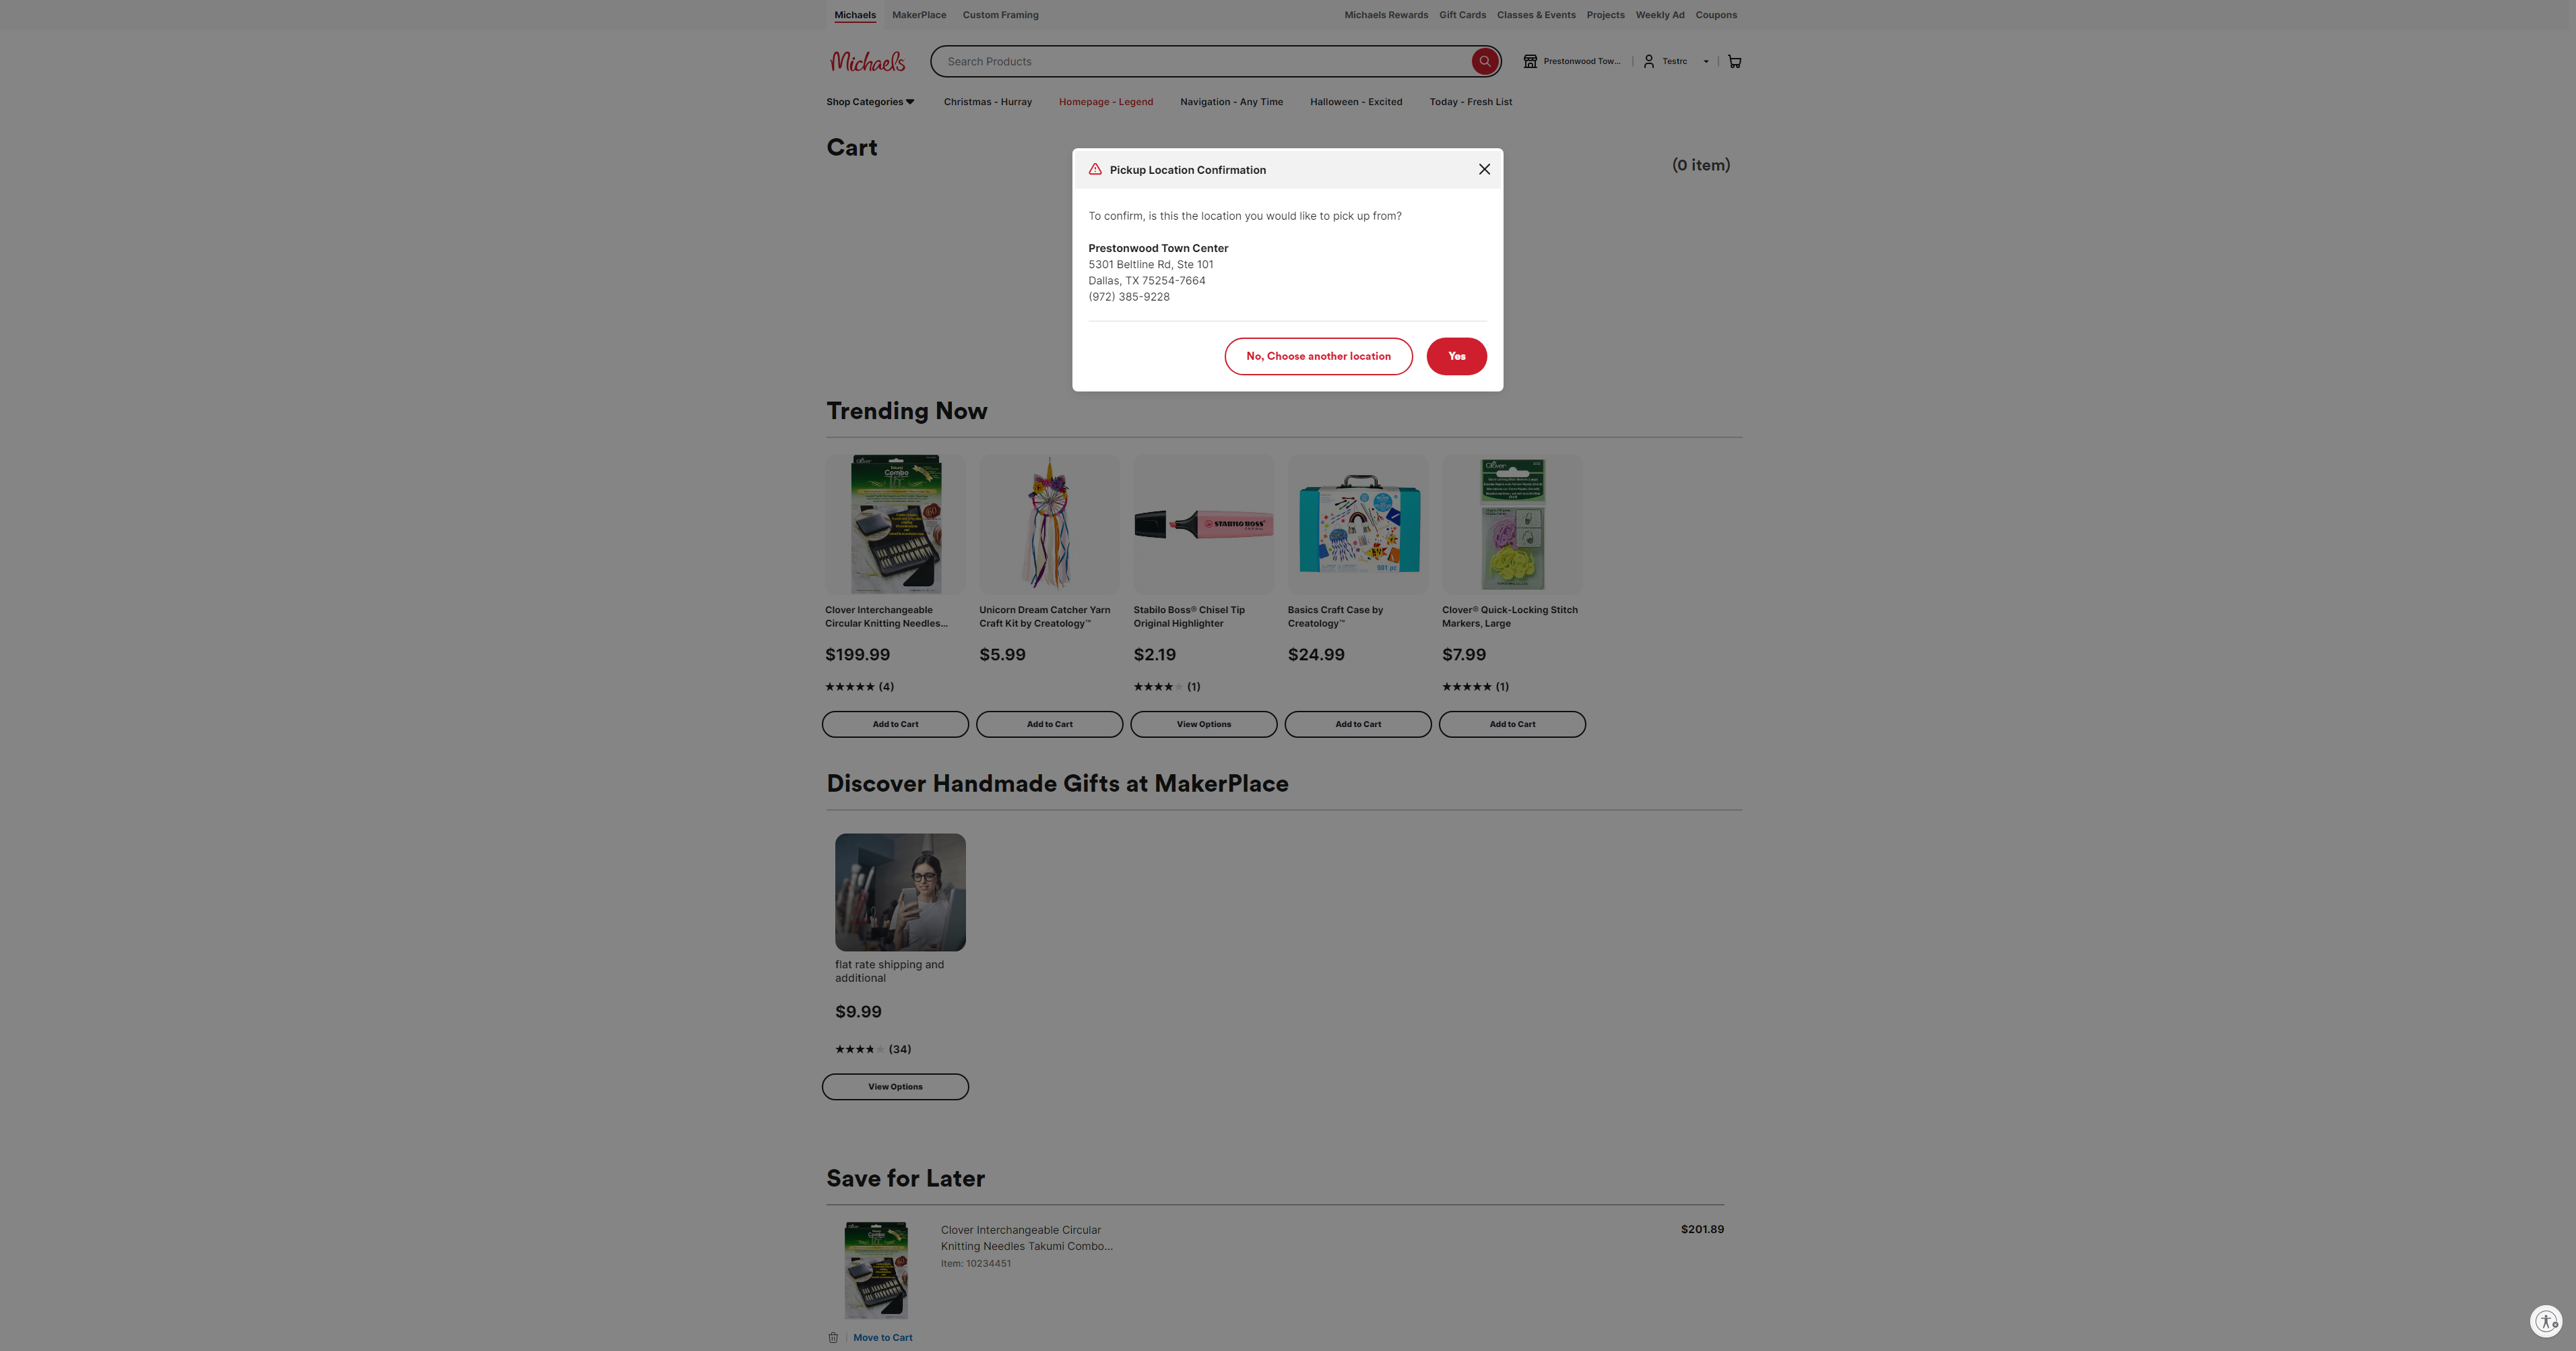 Michaels MakerPlace Custom Framing Michaels Rewards Gift Cards Classes & Events Projects Weekly Ad Coupons
Michaels Search Products Prestonwood Tow... Testrc
Shop Categories Christmas - Hurray Homepage - Legend Navigation - Any Time Halloween - Excited Today - Fresh List
Cart
(0 item)
Pickup Location Confirmation
To confirm, is this the location you would like to pick up from?
Prestonwood Town Center
5301 Beltline Rd, Ste 101
Dallas, TX 75254-7664
(972) 385-9228
No, Choose another location Yes
Trending Now
Clover
Combo
STABILO BOSS
Clover
Clover Interchangeable
Circular Knitting Needles...
$199.99
(4)
Add to Cart
Unicorn Dream Catcher Yarn
Craft Kit by Creatology™
$5.99
Add to Cart
Stabilo Boss® Chisel Tip
Original Highlighter
$2.19
(1)
View Options
Basics Craft Case by
Creatology™
$24.99
Add to Cart
Clover® Quick-Locking Stitch
Markers, Large
$7.99
(1)
Add to Cart
Discover Handmade Gifts at MakerPlace
flat rate shipping and
additional
$9.99
(34)
View Options
Save for Later
Combo
Clover Interchangeable Circular
Knitting Needles Takumi Combo...
Item: 10234451
$201.89
Move to Cart